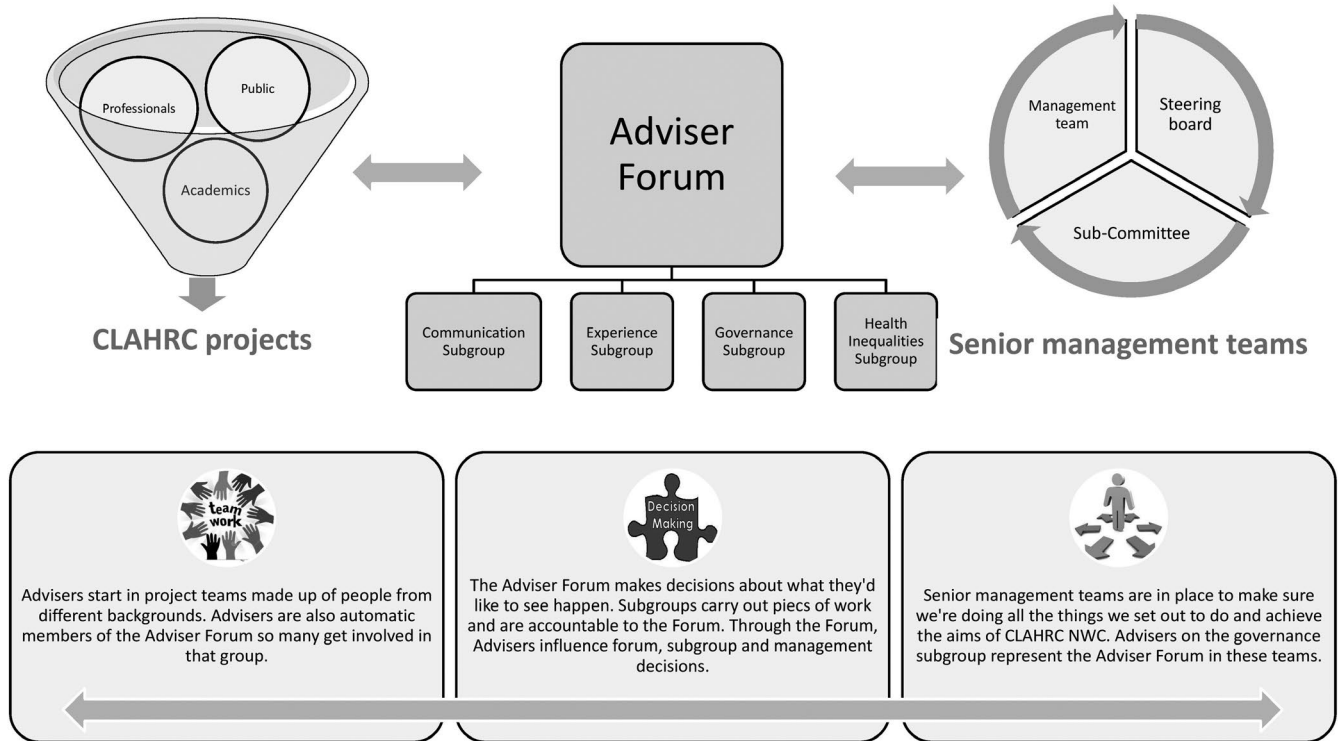 Professionals
Public
Academics
CLAHRC projects
Adviser
Forum
Communication
Subgroup
Experience
Subgroup
Governance
Subgroup
Health
Inequalities
Subgroup
Management
team
Steering
board
Sub-Committee
Senior management teams
team
work
Advisers start in project teams made up of people from
different backgrounds. Advisers are also automatic
members of the Adviser Forum so many get involved in
that group.
Decision
Making
The Adviser Forum makes decisions about what they'd
like to see happen. Subgroups carry out piecs of work
and are accountable to the Forum. Through the Forum,
Advisers influence forum, subgroup and management
decisions.
Senior management teams are in place to make sure
we're doing all the things we set out to do and achieve
the aims of CLAHRC NWC. Advisers on the governance
subgroup represent the Adviser Forum in these teams.